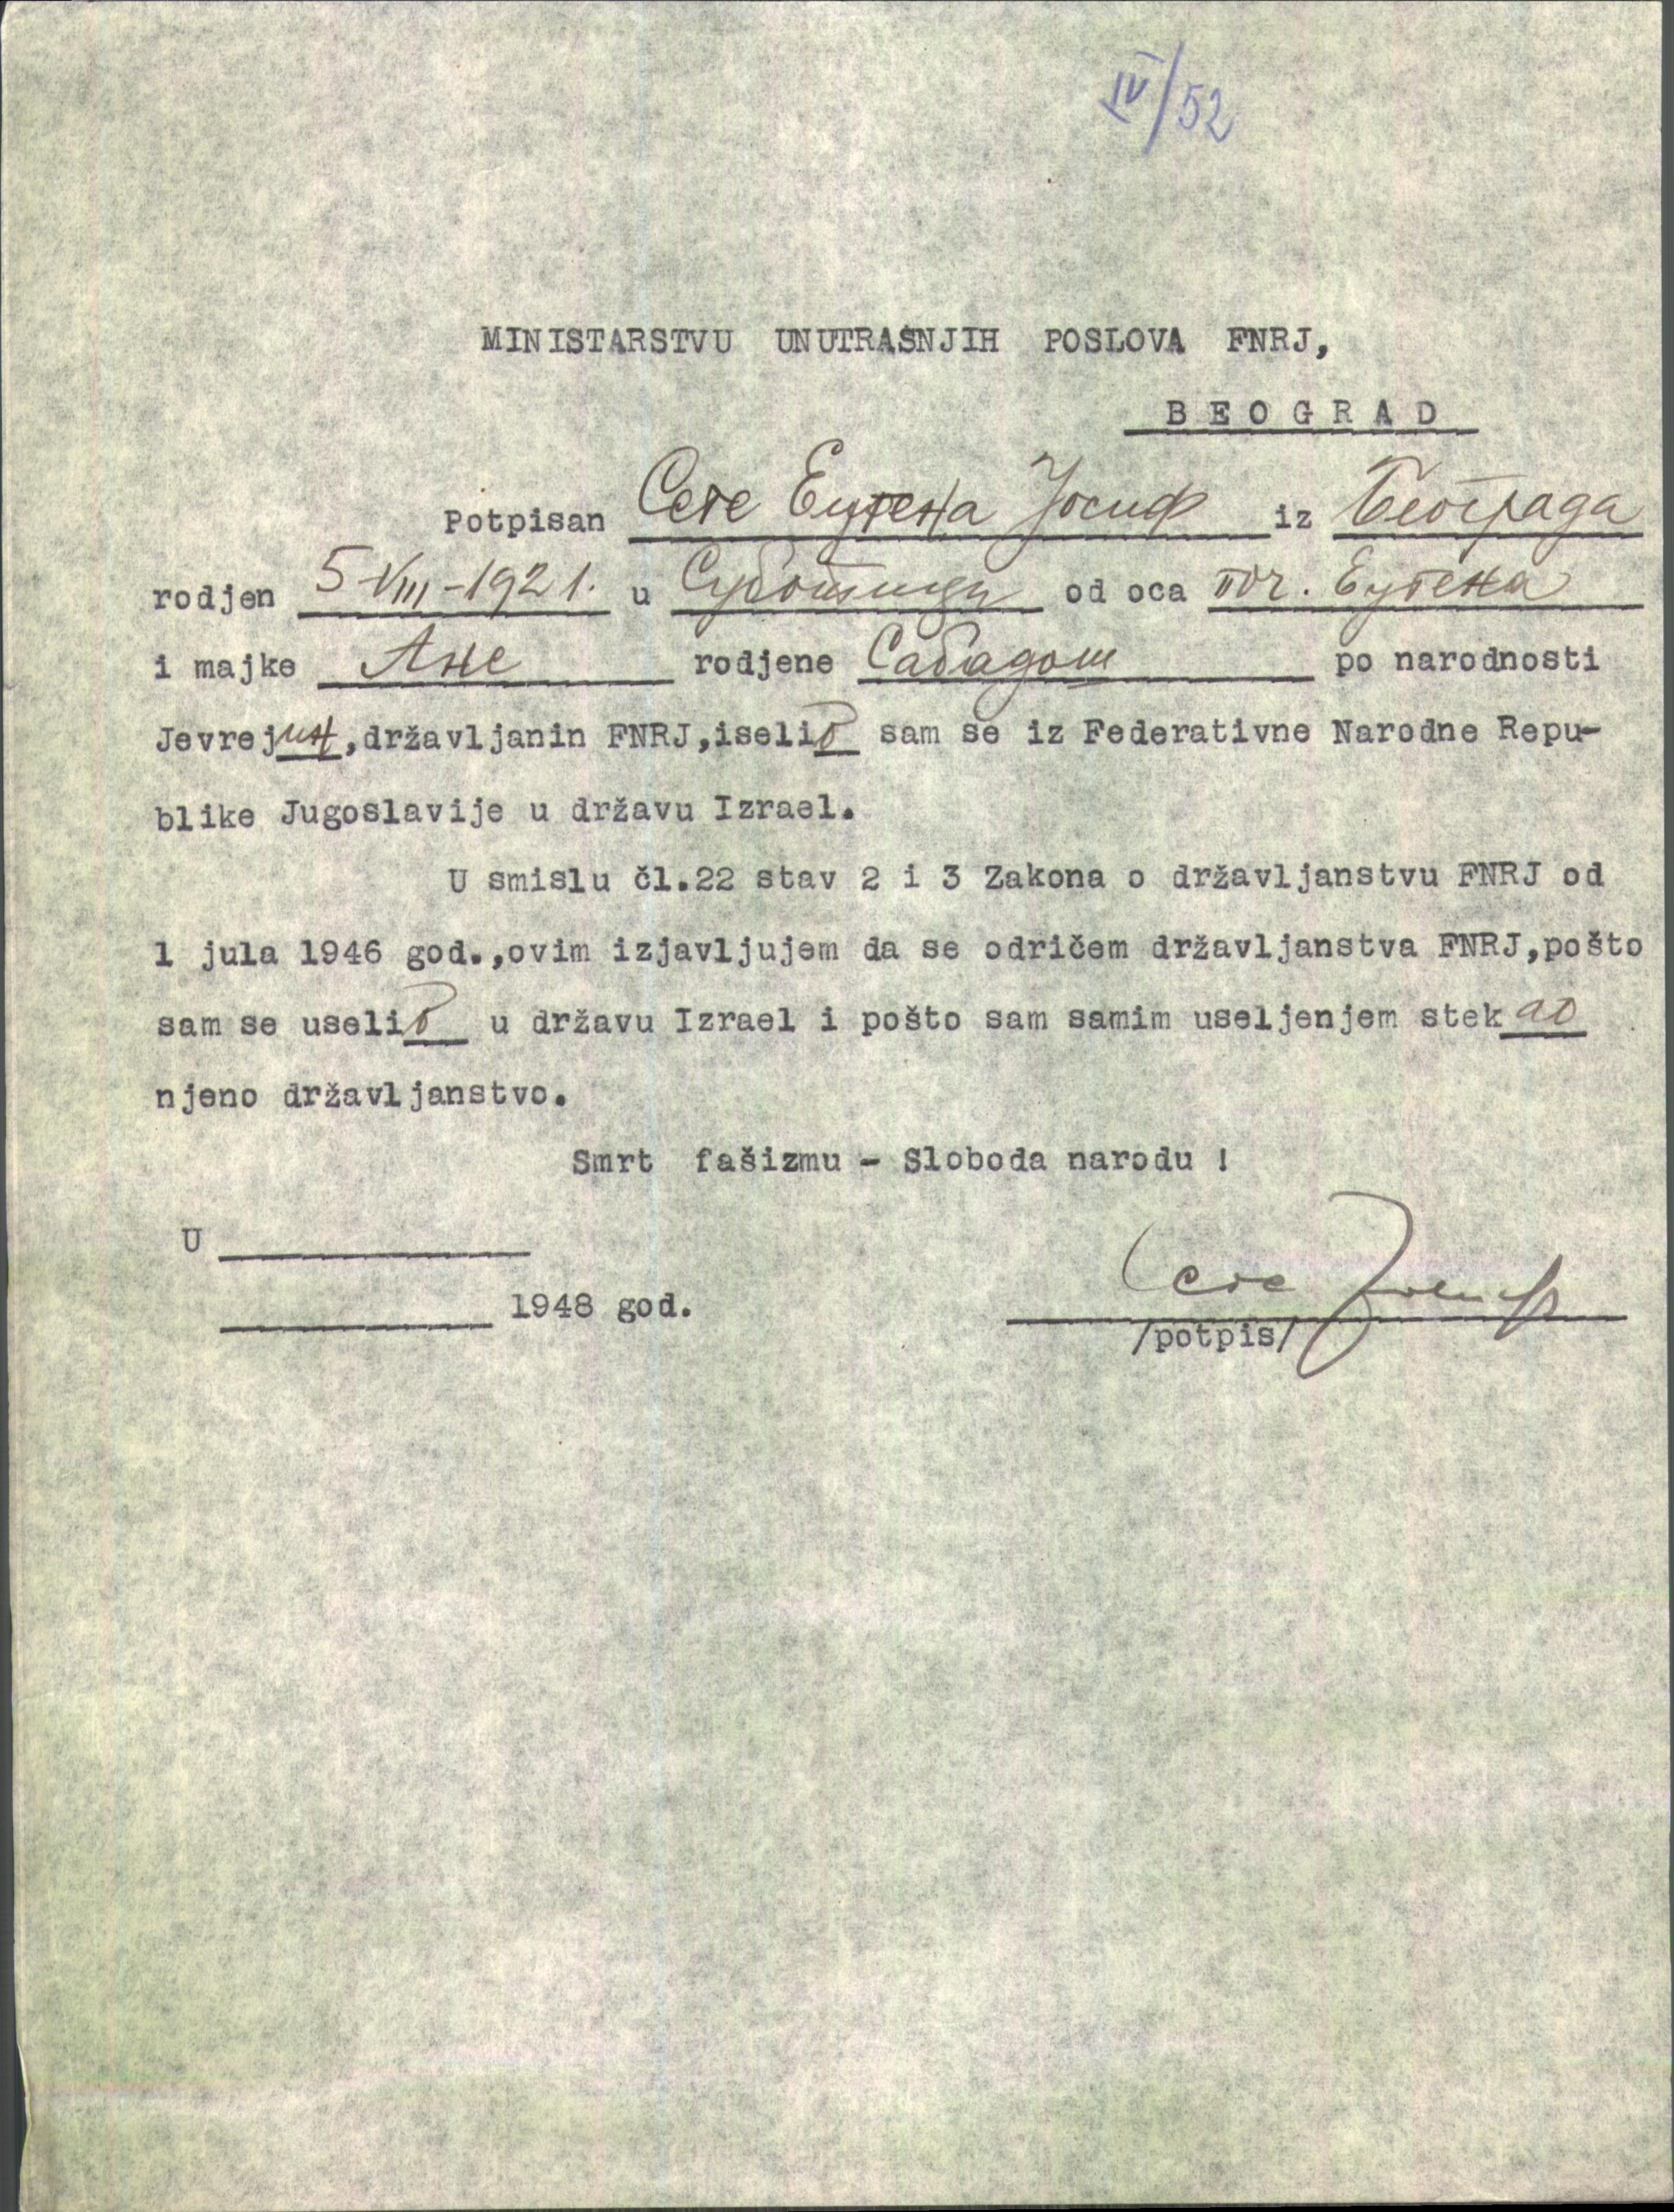 IV/52
MINISTARSTVU UNUTRAŠNJIH POSLOVA FNRJ,
BEOGRAD
Potpisan Сеге Еугена Јосиф iz Београда
rodjen 5-VIII-1921. u Суботици od oca поч. Еугена
i majke Ане rodjene Сабадош po narodnosti
Jevrejин,državljanin FNRJ,iseliо sam se iz Federativne Narodne Repu-
blike Jugoslavije u državu Izrael.
U smislu čl.22 stav 2 i 3 Zakona o državljanstvu FNRJ od
1 jula 1946 god.,ovim izjavljujem da se odričem državljanstva FNRJ,pošto
sam se useliо u državu Izrael i pošto sam samim useljenjem stekао
njeno državljanstvo.
Smrt fašizmu - Sloboda narodu !
U
1948 god.
Сеге Јосиф
/potpis/